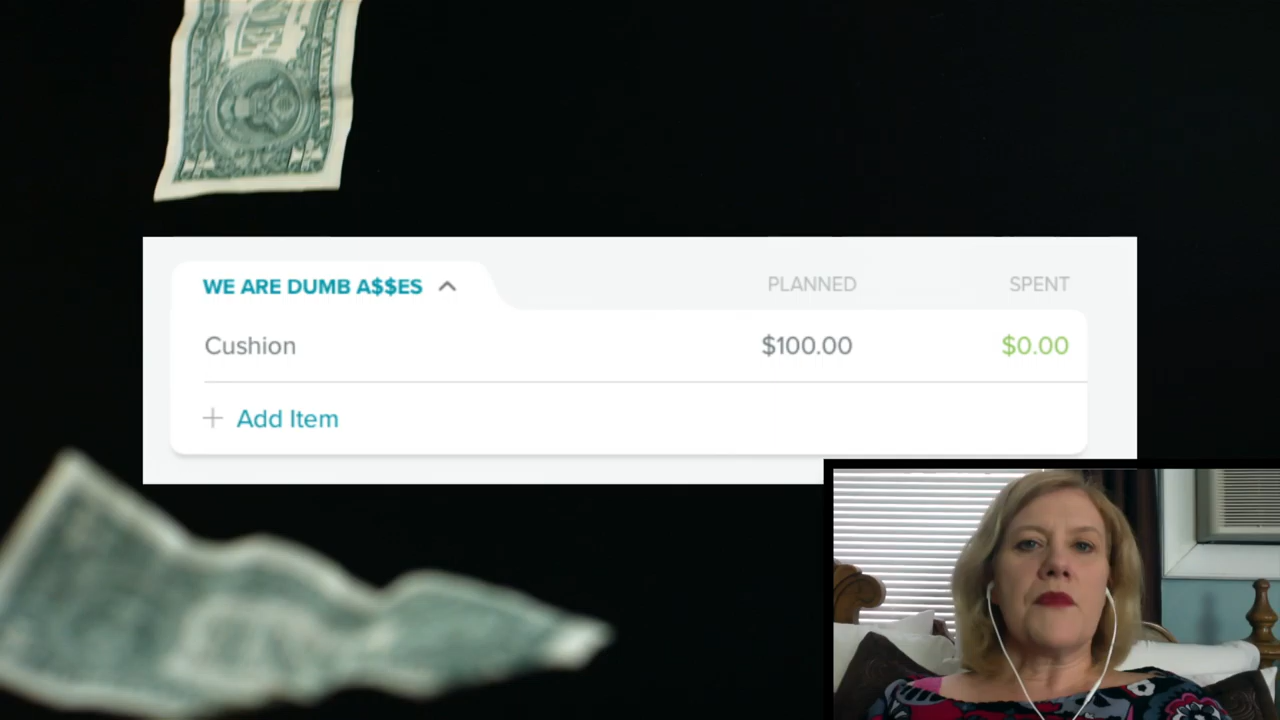 WE ARE DUMB A$$ES PLANNED SPENT
Cushion $100.00 $0.00
+ Add Item